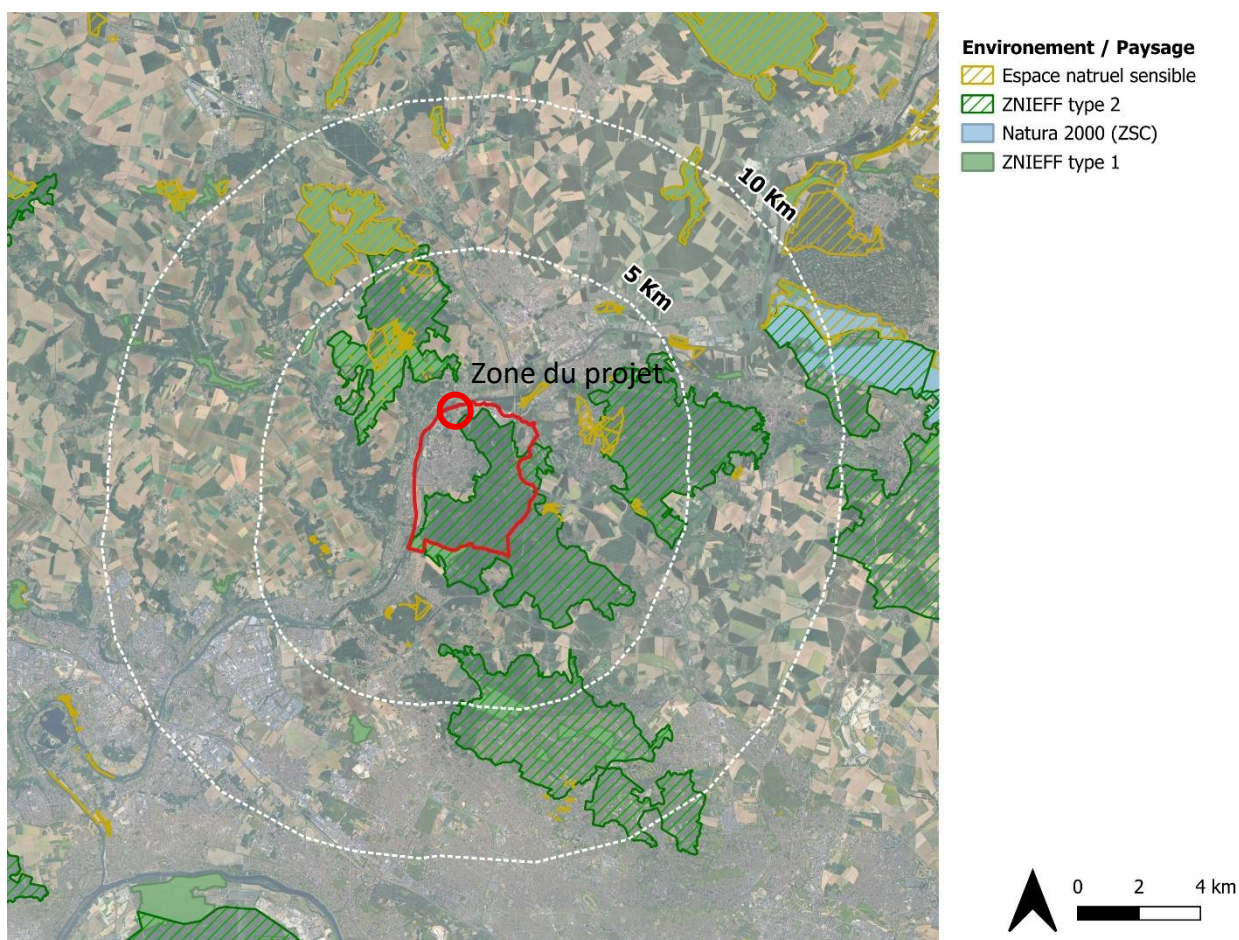 Environement / Paysage
Espace natruel sensible
ZNIEFF type 2
Natura 2000 (ZSC)
ZNIEFF type 1
10 Km
5 Km
Zone du projet
0 2 4 km